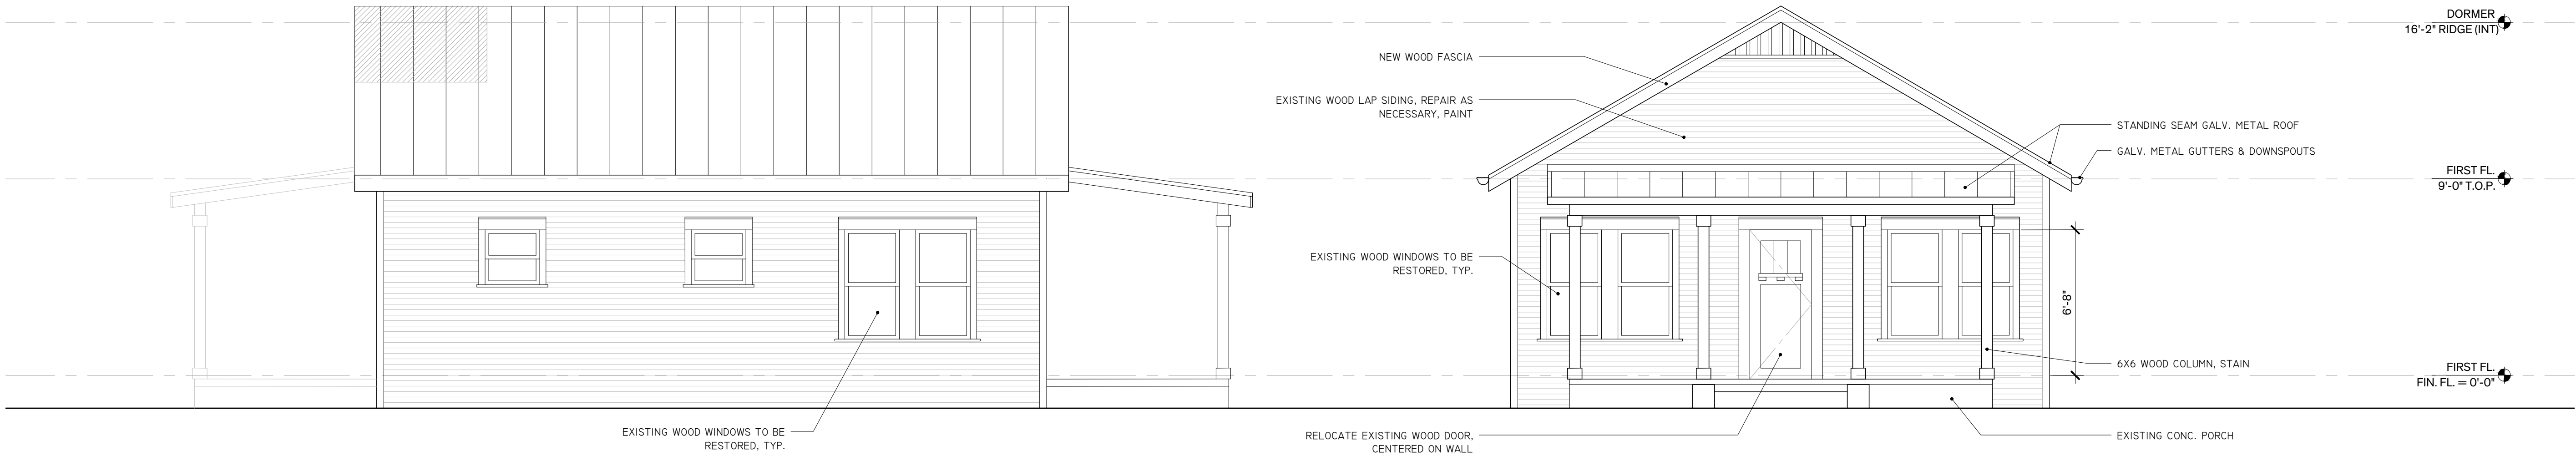 DORMER
16'-2" RIDGE (INT)
NEW WOOD FASCIA
EXISTING WOOD LAP SIDING, REPAIR AS
NECESSARY, PAINT
STANDING SEAM GALV. METAL ROOF
GALV. METAL GUTTERS & DOWNSPOUTS
FIRST FL.
9'-0" T.O.P.
EXISTING WOOD WINDOWS TO BE
RESTORED, TYP.
6'-8"
6X6 WOOD COLUMN, STAIN
FIRST FL.
FIN. FL. = 0'-0"
EXISTING WOOD WINDOWS TO BE
RESTORED, TYP.
RELOCATE EXISTING WOOD DOOR,
CENTERED ON WALL
EXISTING CONC. PORCH